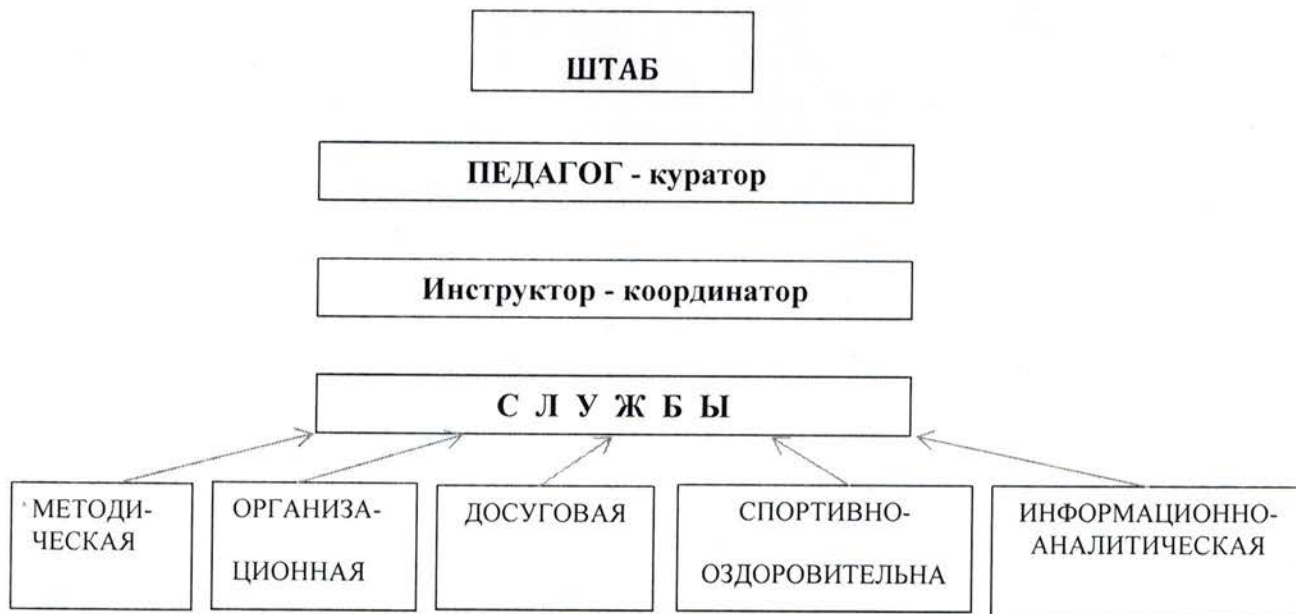 ШТАБ
ПЕДАГОГ - куратор
Инструктор - координатор
С Л У Ж Б Ы
МЕТОДИ-
ЧЕСКАЯ
ОРГАНИЗА-
ЦИОННАЯ
ДОСУГОВАЯ
СПОРТИВНО-
ОЗДОРОВИТЕЛЬНА
ИНФОРМАЦИОННО-
АНАЛИТИЧЕСКАЯ